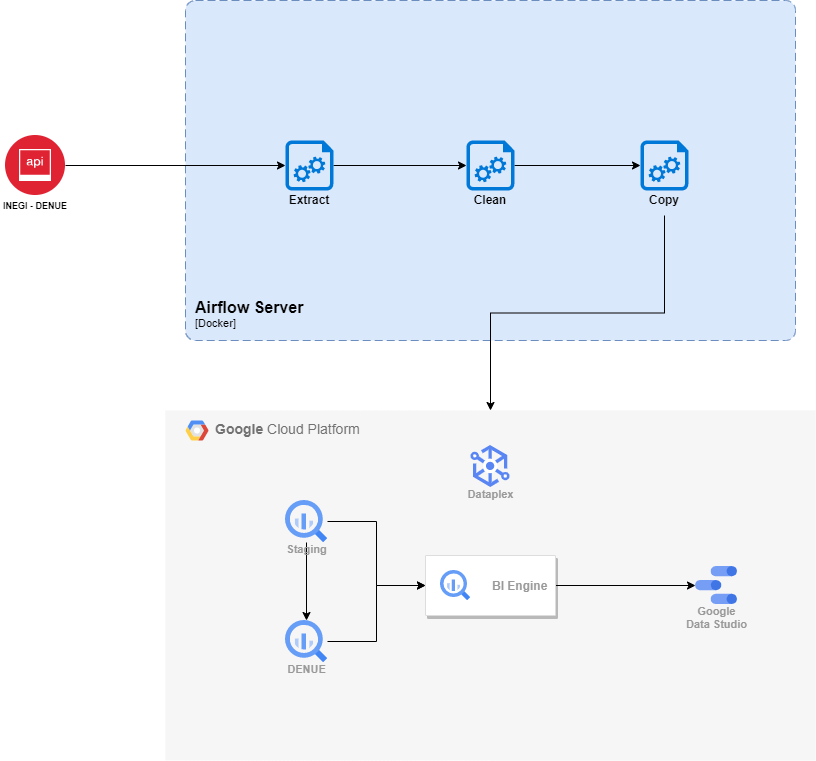 api
INEGI - DENUE
Extract
Clean
Copy
Airflow Server
[Docker]
Google Cloud Platform
Dataplex
Staging
BI Engine
Google
Data Studio
DENUE